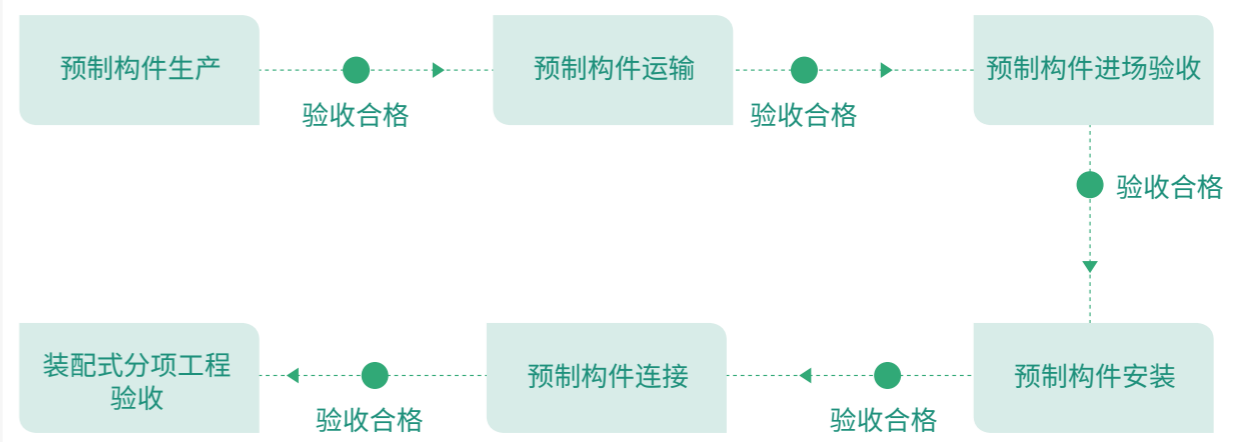 预制构件生产
验收合格
预制构件运输
验收合格
预制构件进场验收
验收合格
预制构件安装
验收合格
预制构件连接
验收合格
装配式分项工程
验收